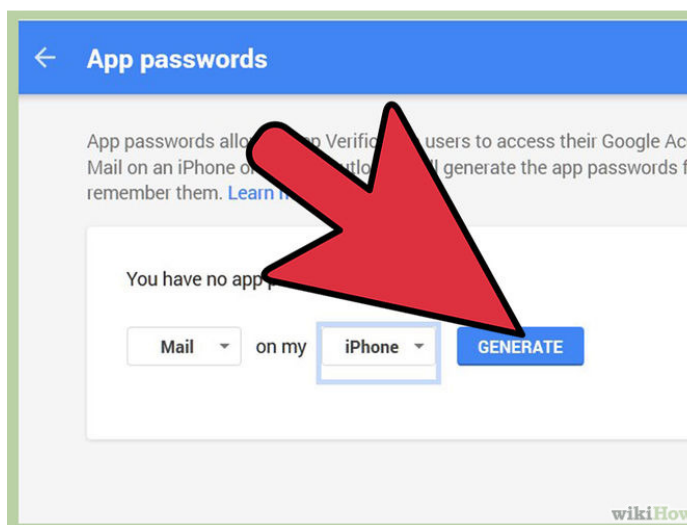 App passwords
App passwords allo Verific users to access their Google Ac
Mail on an iPhone o utlo ll generate the app passwords f
remember them. Learn
You have no app
Mail on my iPhone GENERATE
wikiHow